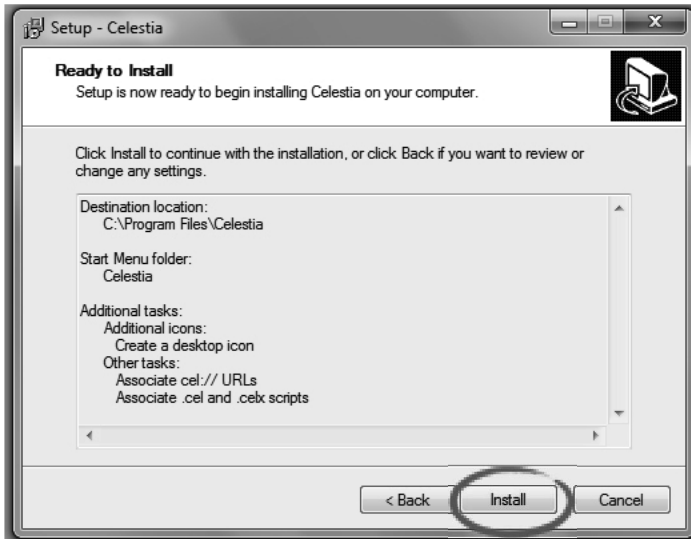 Setup - Celestia
Ready to Install
Setup is now ready to begin installing Celestia on your computer.
Click Install to continue with the installation, or click Back if you want to review or
change any settings.
Destination location:
C:\Program Files\Celestia
Start Menu folder:
Celestia
Additional tasks:
Additional icons:
Create a desktop icon
Other tasks:
Associate cel:// URLs
Associate .cel and .celx scripts
< Back Install Cancel